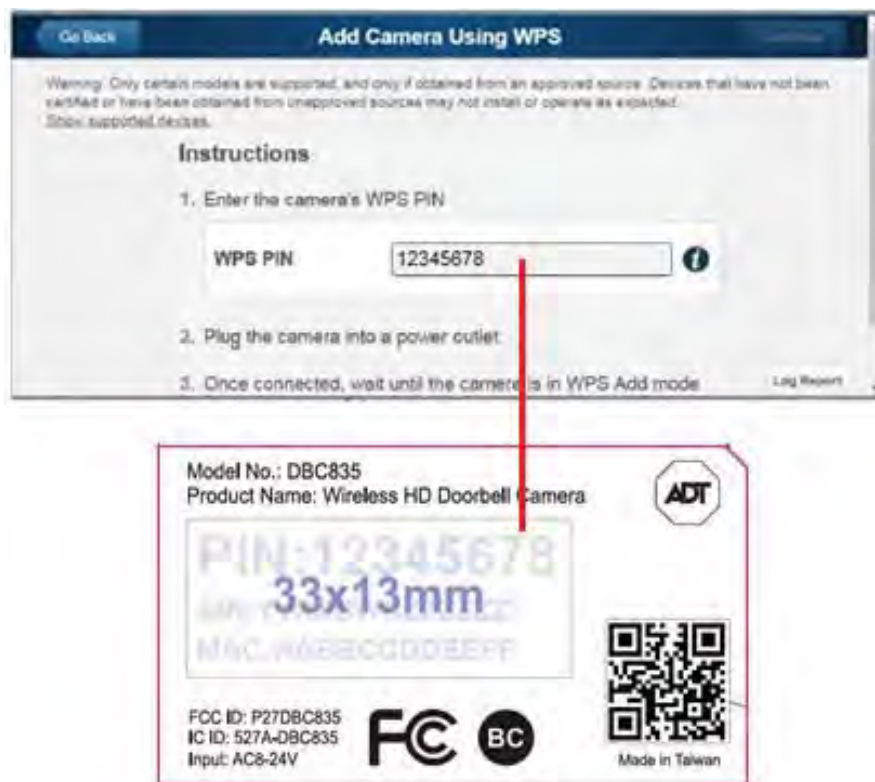 Go Back
Add Camera Using WPS
Warning: Only certain models are supported, and only if obtained from an approved source. Devices that have not been
certified or have been obtained from unapproved sources may not install or operate as expected.
Show supported devices.
Instructions
1. Enter the camera's WPS PIN
WPS PIN
12345678
2. Plug the camera into a power outlet
3. Once connected, wait until the camera is in WPS Add mode
Log Report
Model No.: DBC835
Product Name: Wireless HD Doorbell Camera
ADT
PIN:12345678
33x13mm
MAC:AABBCCDDEEFF
FCC ID: P27DBC835
IC ID: 527A-DBC835
Input: AC8-24V
FC
BC
Made in Taiwan